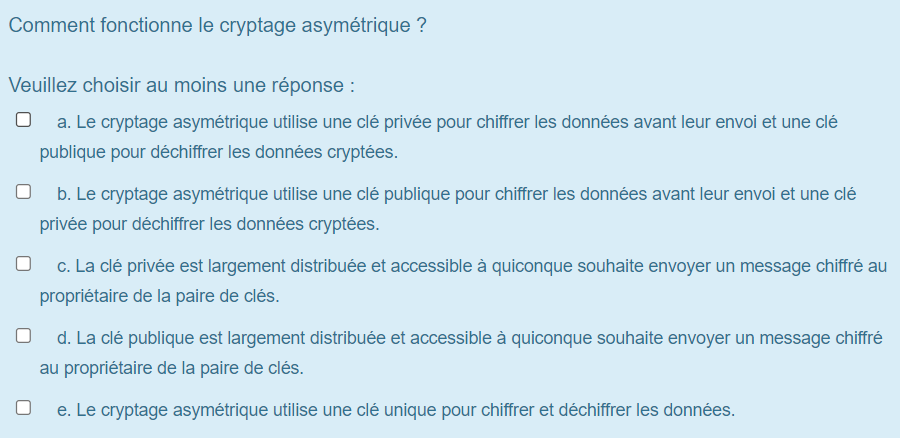 Comment fonctionne le cryptage asymétrique ?
Veuillez choisir au moins une réponse :
a. Le cryptage asymétrique utilise une clé privée pour chiffrer les données avant leur envoi et une clé
publique pour déchiffrer les données cryptées.
b. Le cryptage asymétrique utilise une clé publique pour chiffrer les données avant leur envoi et une clé
privée pour déchiffrer les données cryptées.
c. La clé privée est largement distribuée et accessible à quiconque souhaite envoyer un message chiffré au
propriétaire de la paire de clés.
d. La clé publique est largement distribuée et accessible à quiconque souhaite envoyer un message chiffré
au propriétaire de la paire de clés.
e. Le cryptage asymétrique utilise une clé unique pour chiffrer et déchiffrer les données.